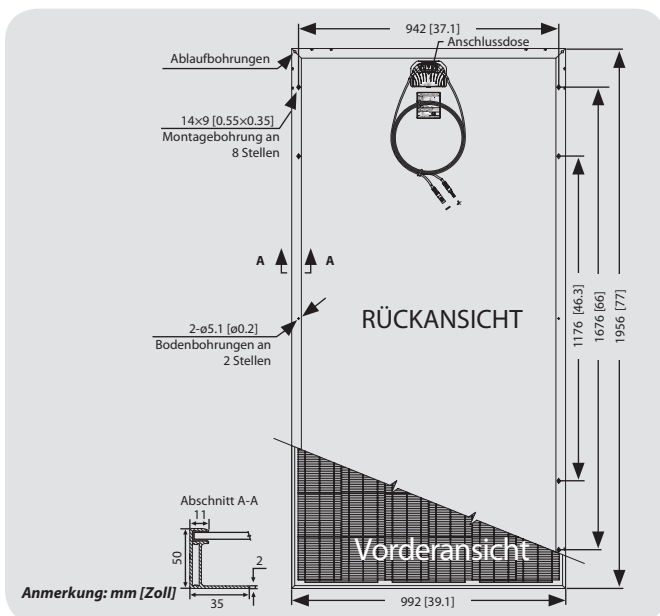 942 [37.1]
Anschlussdose
Ablaufbohrungen
14×9 [0.55×0.35]
Montagebohrung an
8 Stellen
A A
1176 [46.3]
1676 [66]
1956 [77]
RÜCKANSICHT
2-ø5.1 [ø0.2]
Bodenbohrungen an
2 Stellen
Abschnitt A-A
11
50
2
35
Vorderansicht
Anmerkung: mm [Zoll]
992 [39.1]